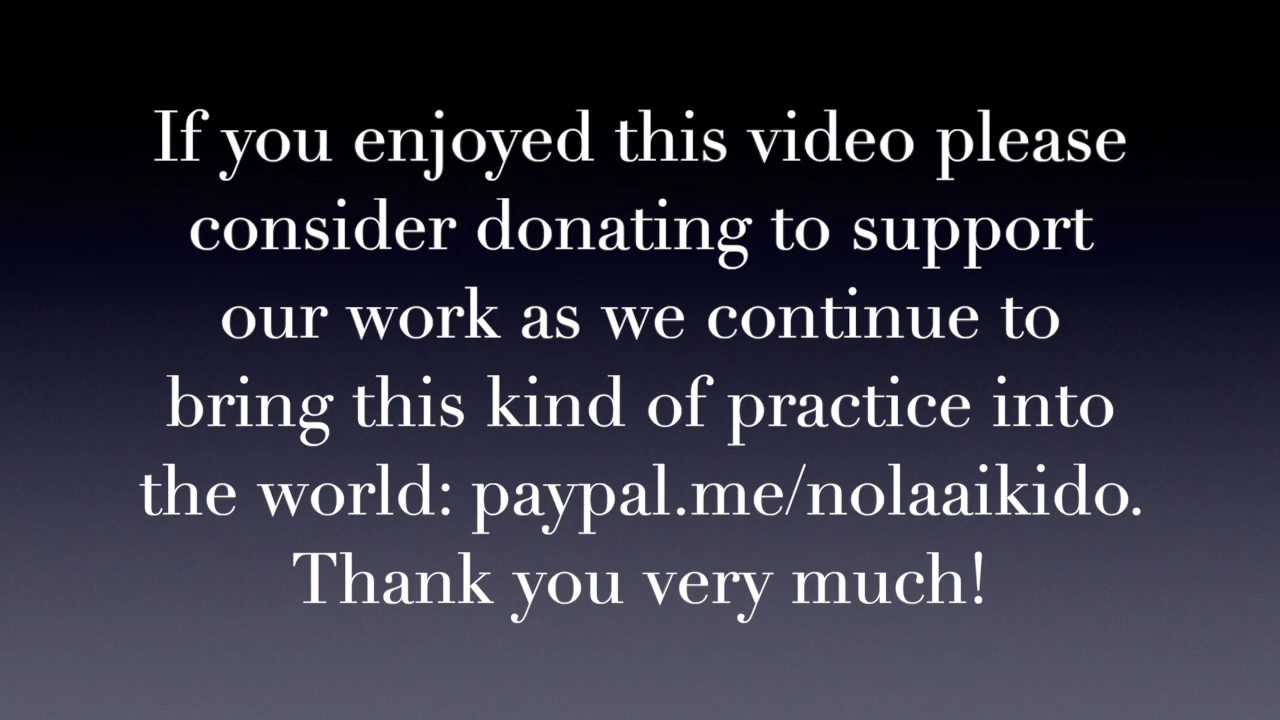 If you enjoyed this video please
consider donating to support
our work as we continue to
bring this kind of practice into
the world: paypal.me/nolaaikido.
Thank you very much!